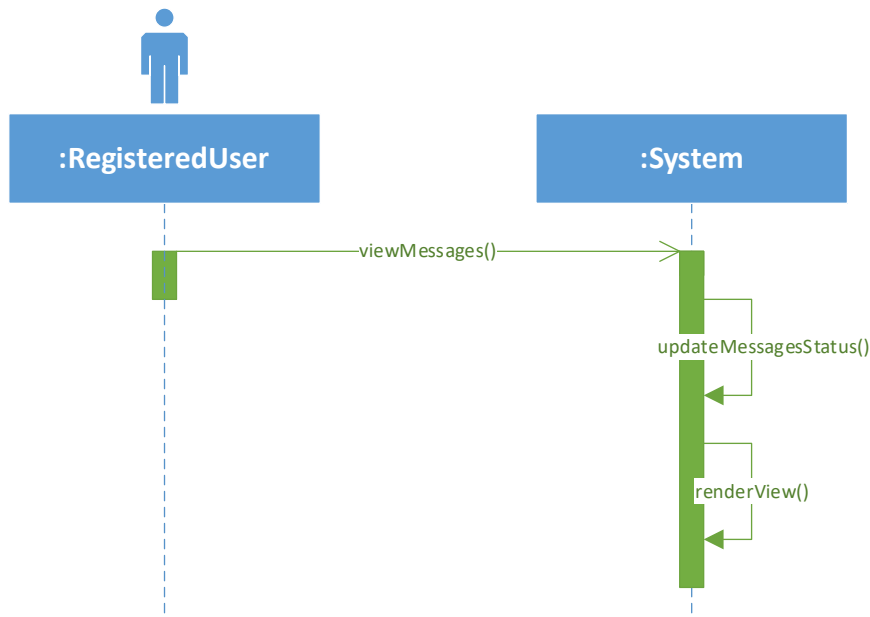 :RegisteredUser
:System
viewMessages()
updateMessagesStatus()
renderView()